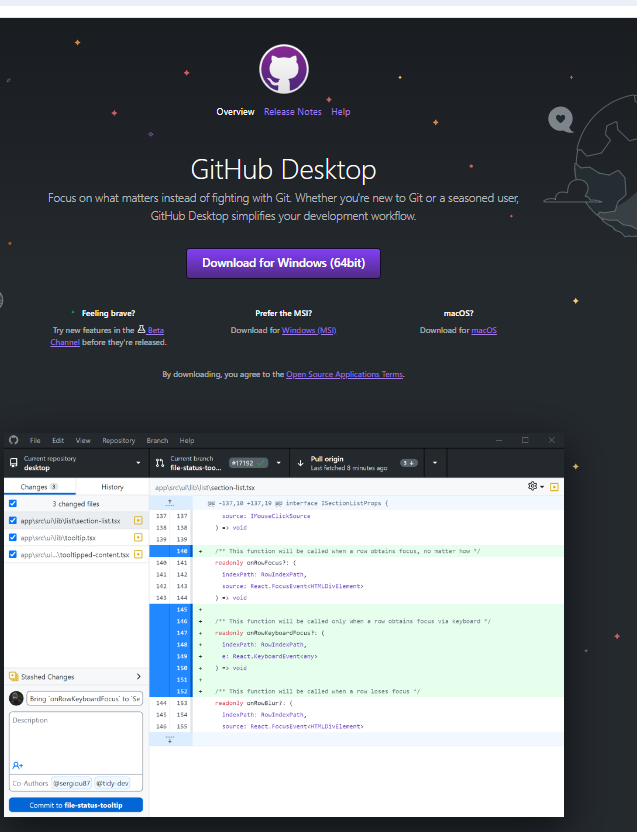 Overview Release Notes Help
GitHub Desktop
Focus on what matters instead of fighting with Git. Whether you're new to Git or a seasoned user,
GitHub Desktop simplifies your development workflow.
Download for Windows (64bit)
Feeling brave?
Try new features in the Beta
Channel before they're released.
Prefer the MSI?
Download for Windows (MSI)
macOS?
Download for macOS
By downloading, you agree to the Open Source Applications Terms.
File Edit View Repository Branch Help
Current repository
desktop
Current branch
file-status-too... #17192
Pull origin
Last fetched 8 minutes ago
3
Changes 3 History
3 changed files
app\src\ui\lib\list\section-list.tsx
app\src\ui\lib\tooltip.tsx
app\src\ui\...\tooltipped-content.tsx
Stashed Changes
Bring `onRowKeyboardFocus` to `Se
Description
Co-Authors @sergiou87 @tidy-dev
Commit to file-status-tooltip
app\src\ui\lib\list\section-list.tsx
@@ -137,10 +137,19 @@ interface ISectionListProps {
137 137 source: IMouseClickSource
138 138 ) => void
139 139
140 + /** This function will be called when a row obtains focus, no matter how */
140 141 readonly onRowFocus?: (
141 142 indexPath: RowIndexPath,
142 143 source: React.FocusEvent<HTMLDivElement>
143 144 ) => void
145 +
146 + /** This function will be called only when a row obtains focus via keyboard */
147 + readonly onRowKeyboardFocus?: (
148 + indexPath: RowIndexPath,
149 + e: React.KeyboardEvent<any>
150 + ) => void
151 +
152 + /** This function will be called when a row loses focus */
144 153 readonly onRowBlur?: (
145 154 indexPath: RowIndexPath,
146 155 source: React.FocusEvent<HTMLDivElement>